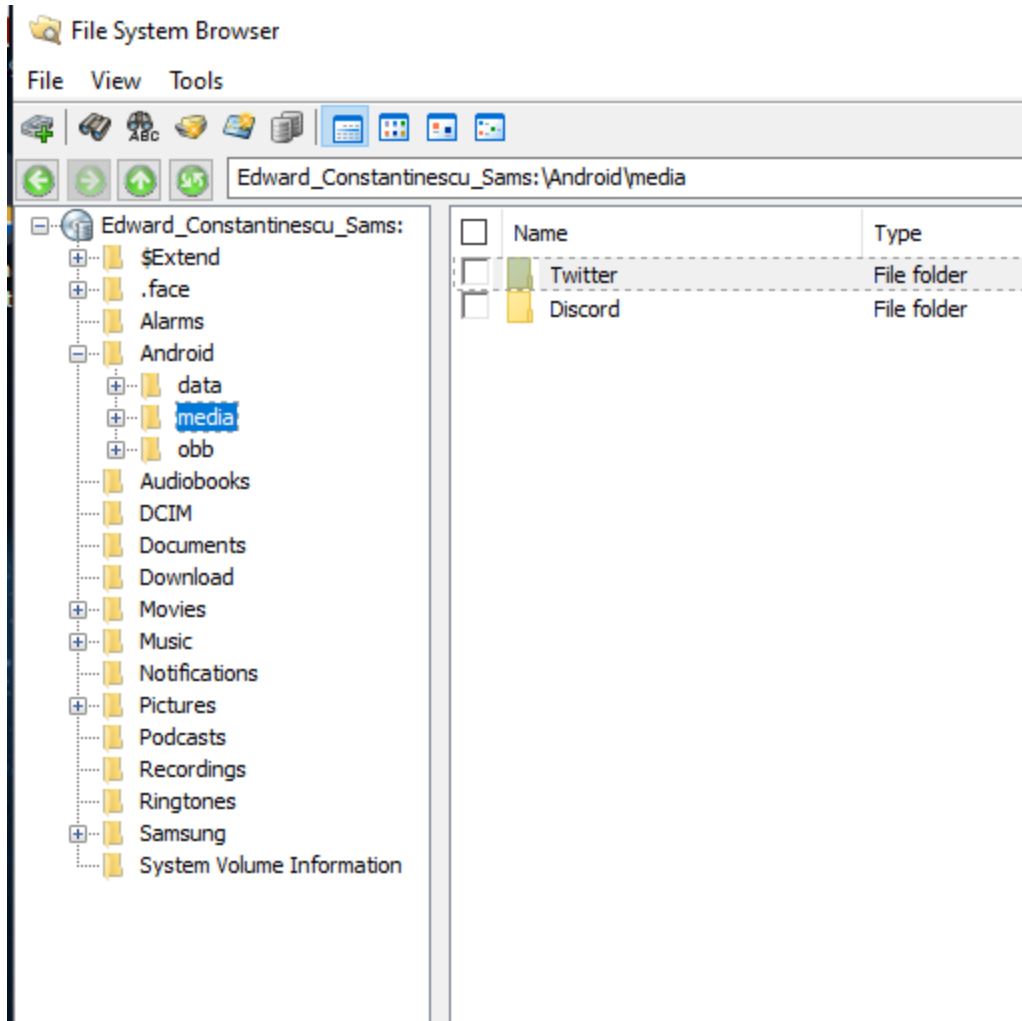 File System Browser
File View Tools
ABC
Edward_Constantinescu_Sams:\Android\media
Edward_Constantinescu_Sams:
$Extend
.face
Alarms
Android
data
media
obb
Audiobooks
DCIM
Documents
Download
Movies
Music
Notifications
Pictures
Podcasts
Recordings
Ringtones
Samsung
System Volume Information
Name Type
Twitter File folder
Discord File folder